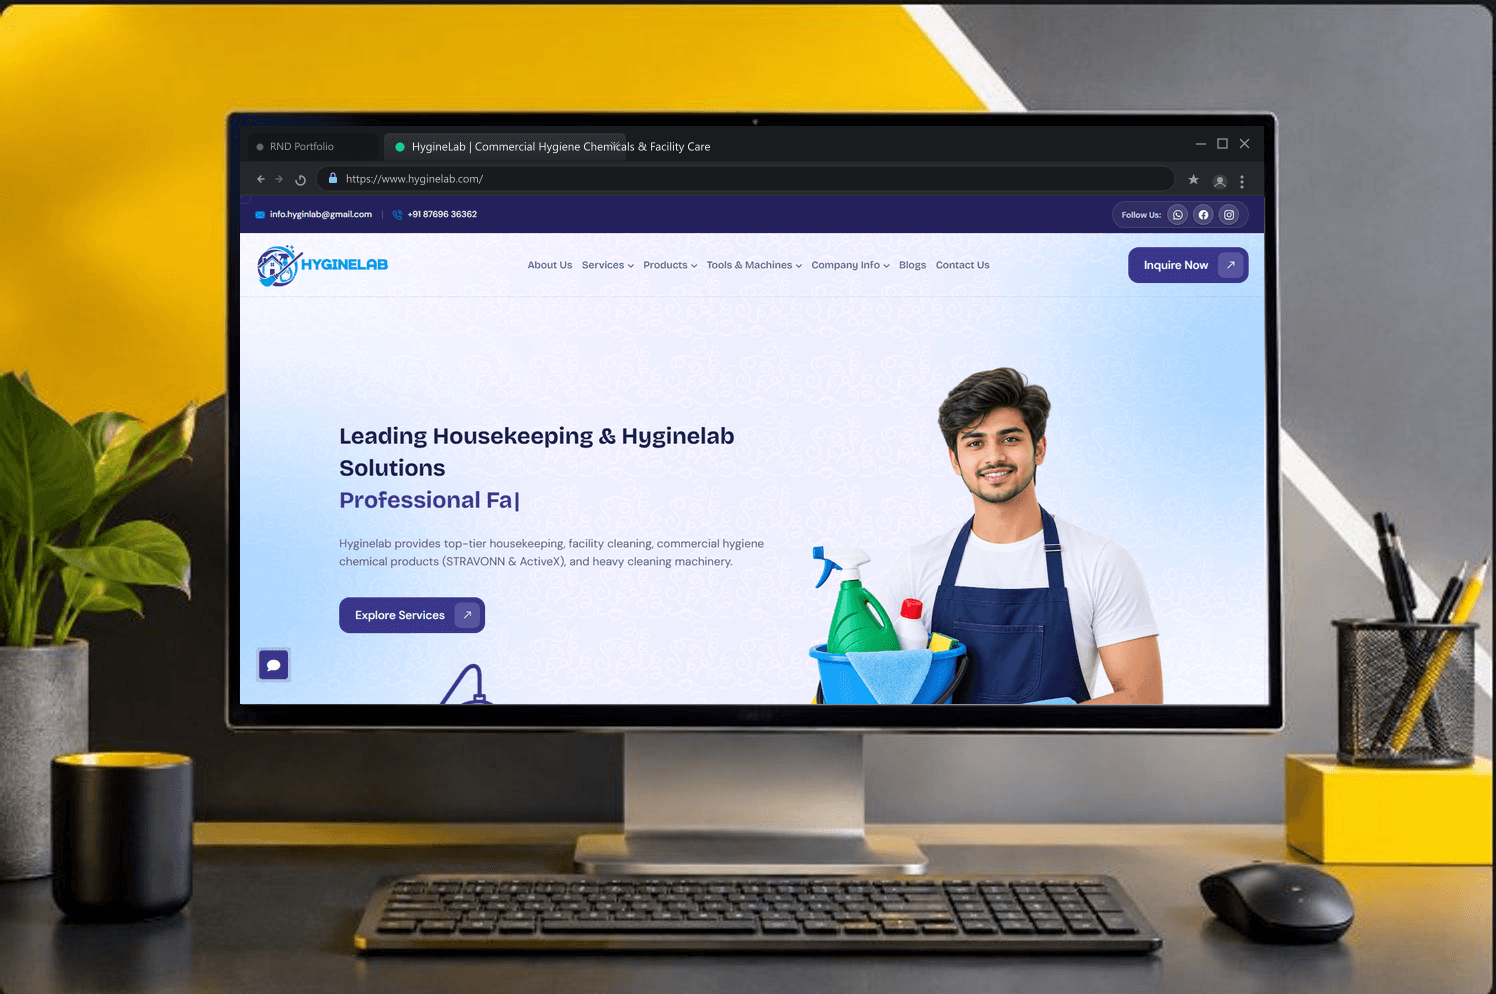 RND Portfolio
HygineLab | Commercial Hygiene Chemicals & Facility Care
https://www.hyginelab.com/
info.hyginlab@gmail.com | +91 87696 36362
Follow Us:
HYGINELAB
About Us Services Products Tools & Machines Company Info Blogs Contact Us
Inquire Now
Leading Housekeeping & Hyginelab
Solutions
Professional Fa|
Hyginelab provides top-tier housekeeping, facility cleaning, commercial hygiene
chemical products (STRAVONN & ActiveX), and heavy cleaning machinery.
Explore Services